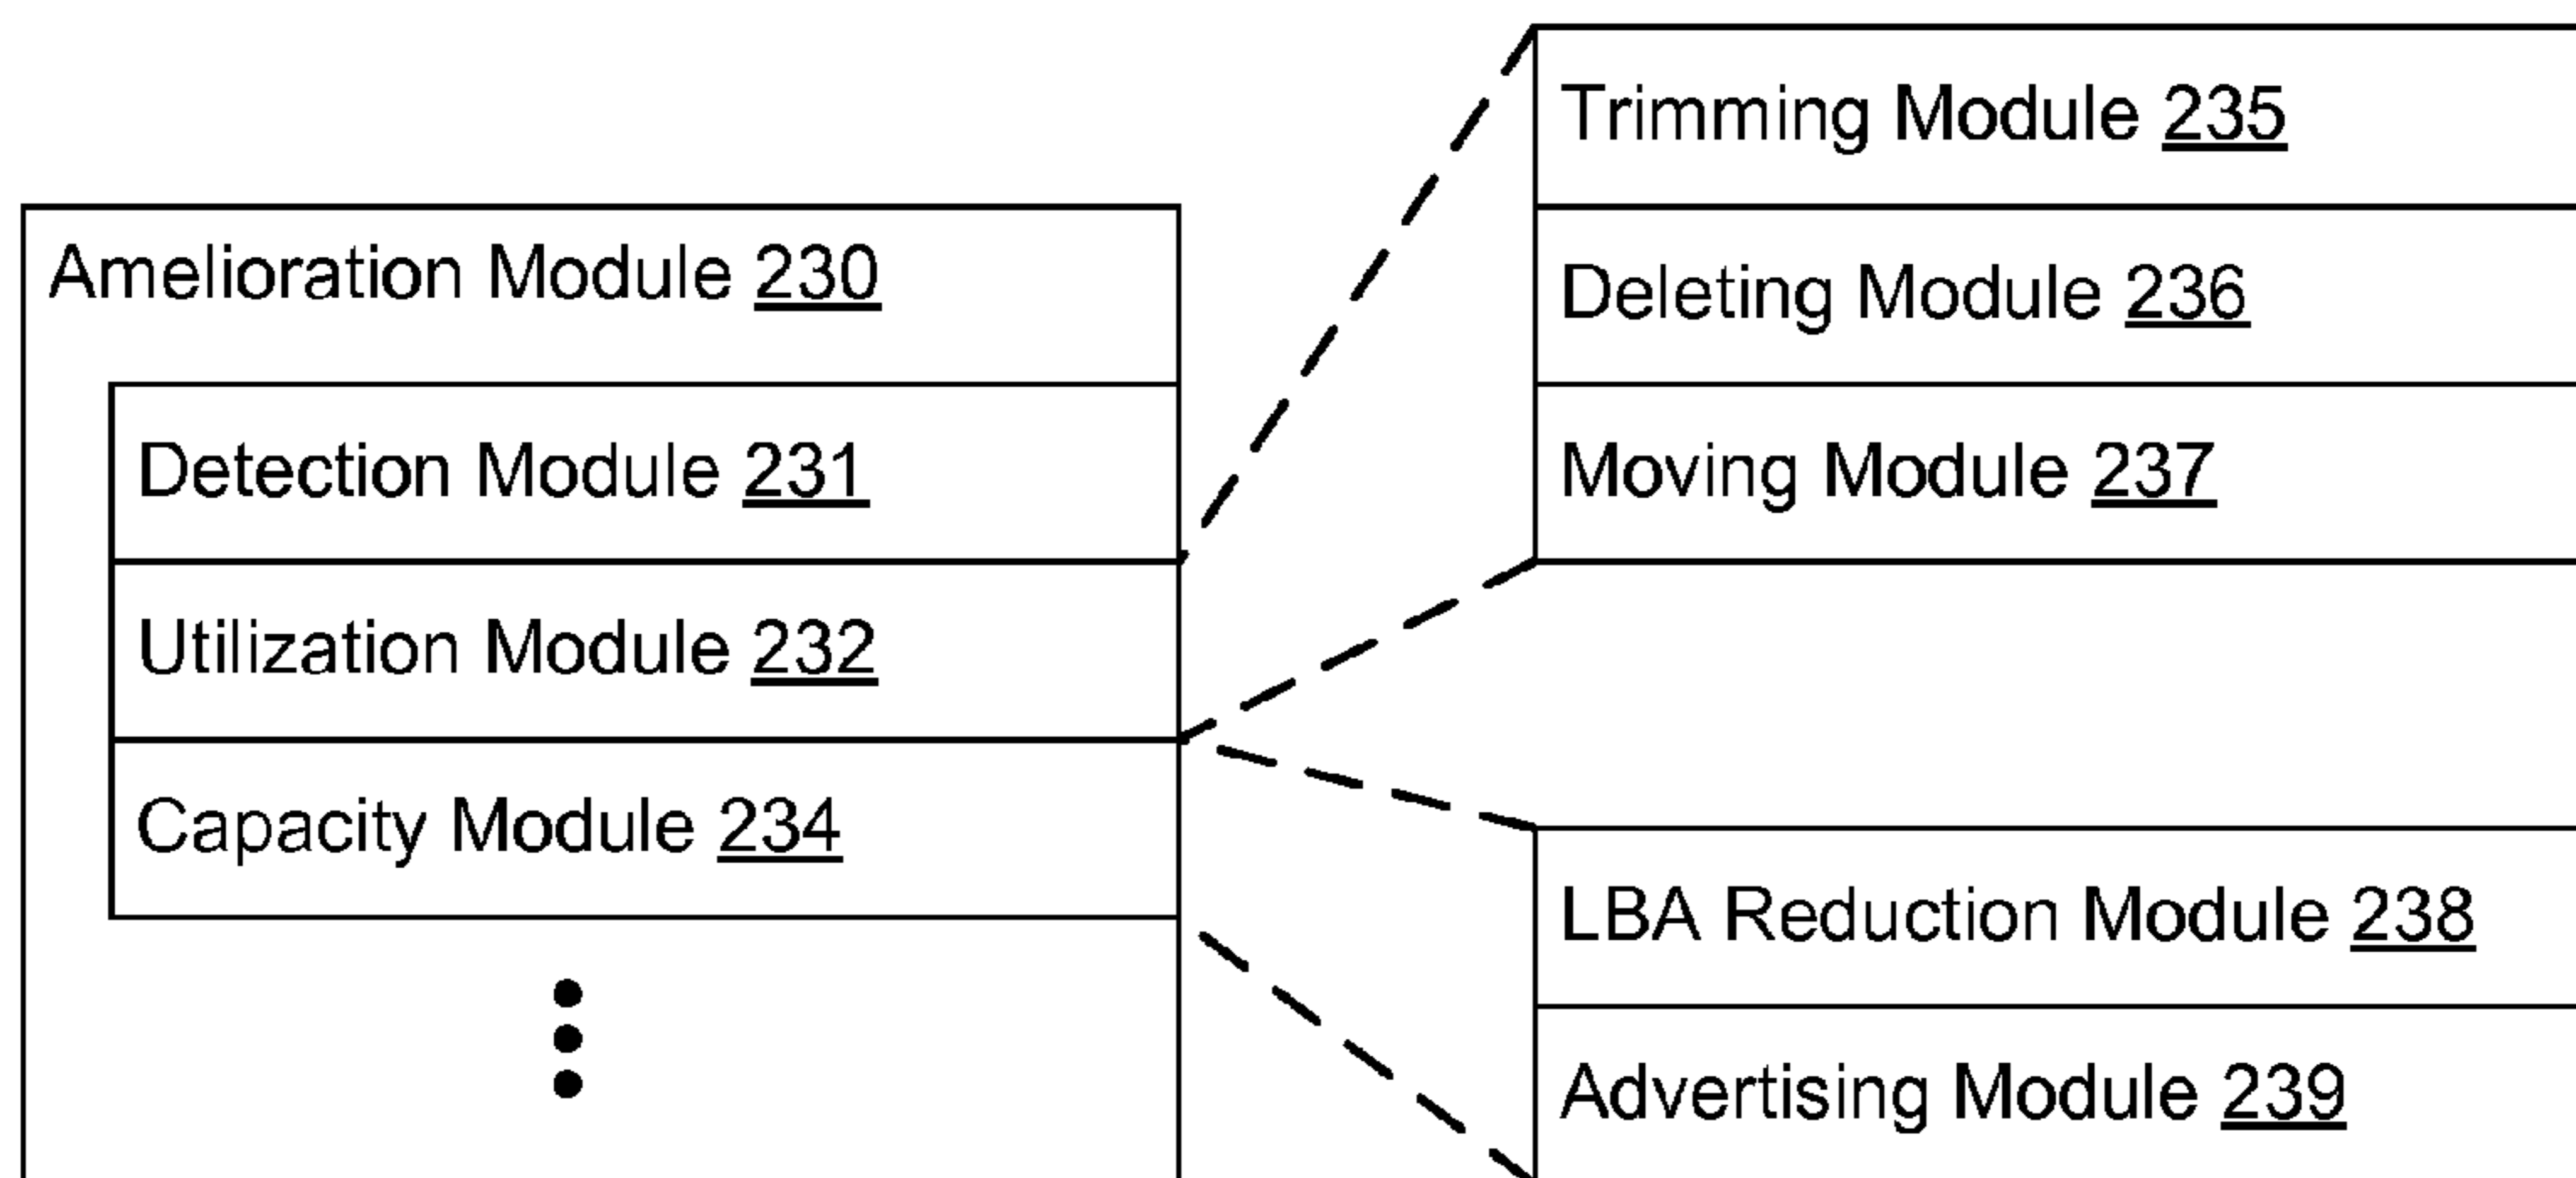 Amelioration Module 230
Detection Module 231
Utilization Module 232
Capacity Module 234
Trimming Module 235
Deleting Module 236
Moving Module 237
LBA Reduction Module 238
Advertising Module 239